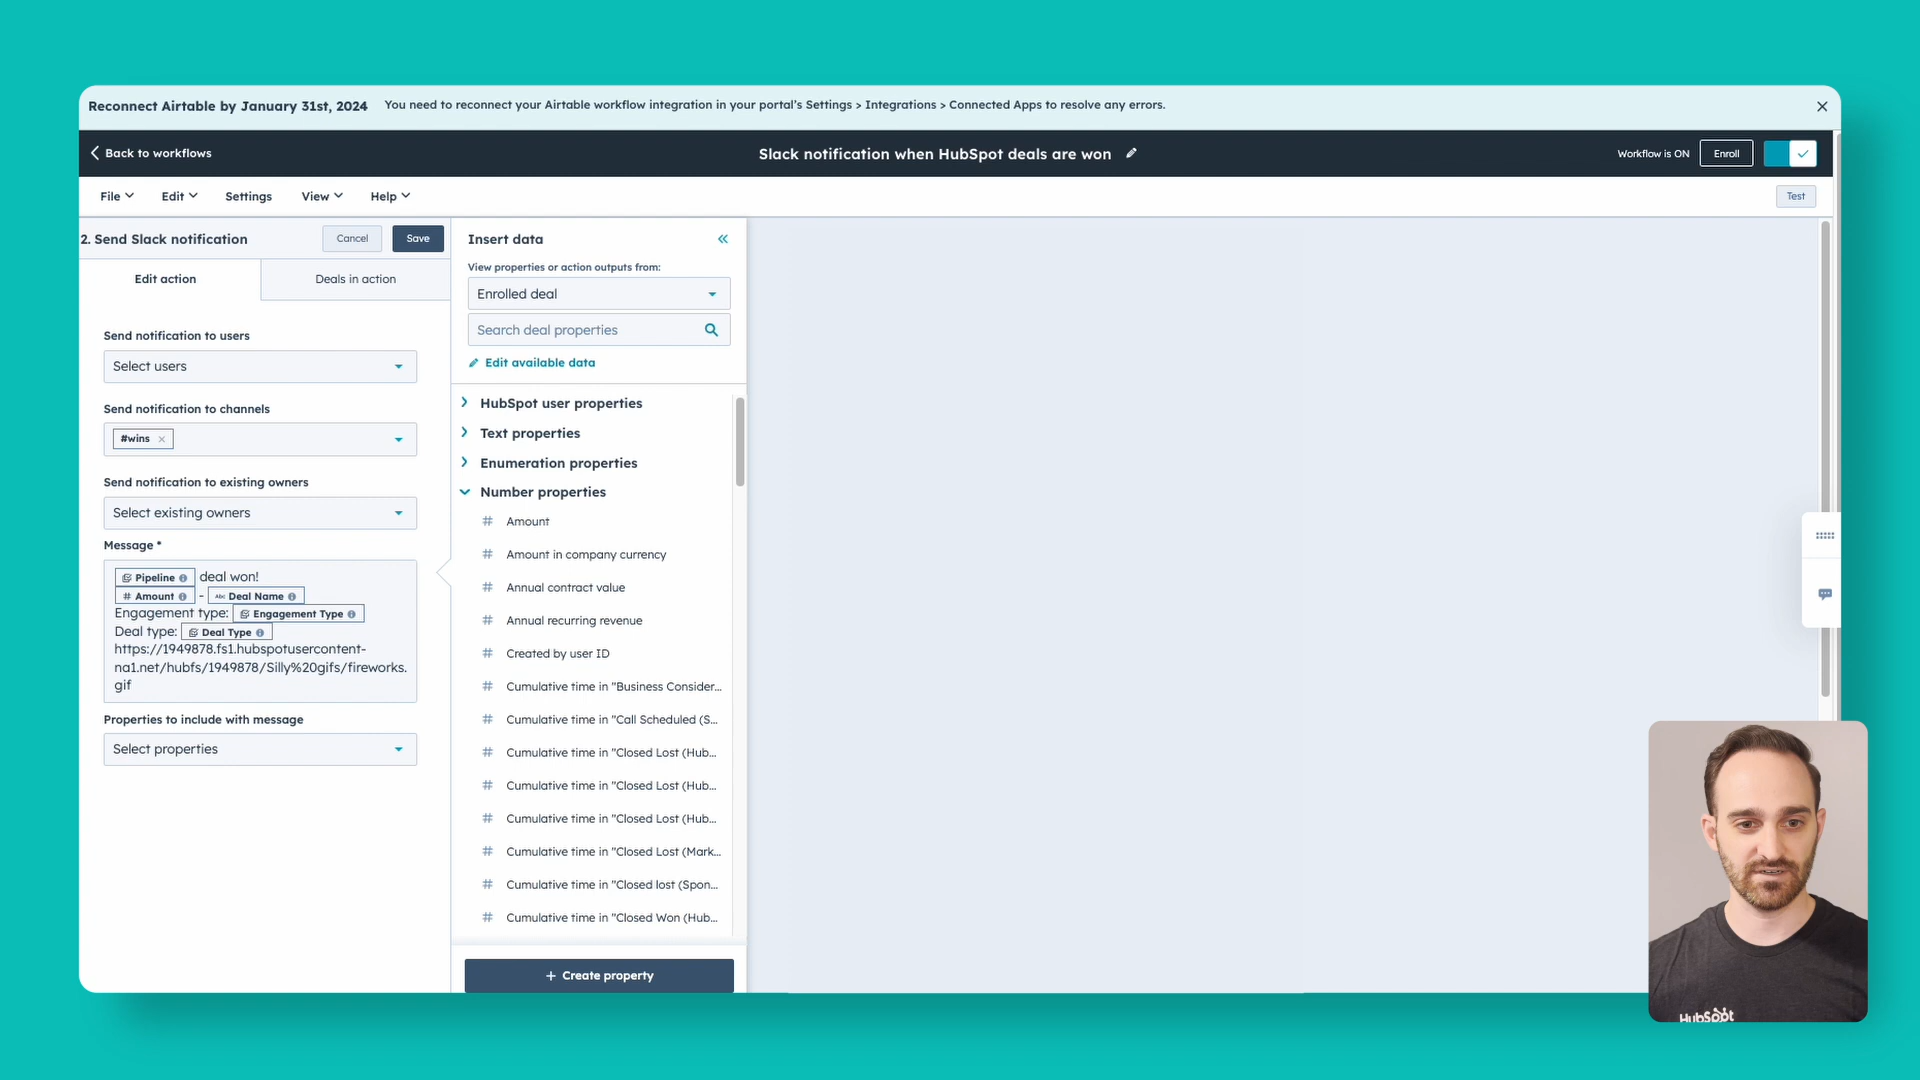 Reconnect Airtable by January 31st, 2024 You need to reconnect your Airtable workflow integration in your portal's Settings > Integrations > Connected Apps to resolve any errors.
Back to workflows
Slack notification when HubSpot deals are won
Workflow is ON
Enroll
File
Edit
Settings
View
Help
Test
2. Send Slack notification
Cancel
Save
Edit action
Deals in action
Send notification to users
Select users
Send notification to channels
#wins
Send notification to existing owners
Select existing owners
Message *
Pipeline deal won!
# Amount - Abc Deal Name
Engagement type: Engagement Type
Deal type: Deal Type
https://1949878.fs1.hubspotusercontent-
na1.net/hubfs/1949878/Silly%20gifs/fireworks.
gif
Properties to include with message
Select properties
Insert data
View properties or action outputs from:
Enrolled deal
Search deal properties
Edit available data
HubSpot user properties
Text properties
Enumeration properties
Number properties
# Amount
# Amount in company currency
# Annual contract value
# Annual recurring revenue
# Created by user ID
# Cumulative time in "Business Consider...
# Cumulative time in "Call Scheduled (S...
# Cumulative time in "Closed Lost (Hub...
# Cumulative time in "Closed Lost (Hub...
# Cumulative time in "Closed Lost (Hub...
# Cumulative time in "Closed Lost (Mark...
# Cumulative time in "Closed lost (Spon...
# Cumulative time in "Closed Won (Hub...
+ Create property
HubSpot